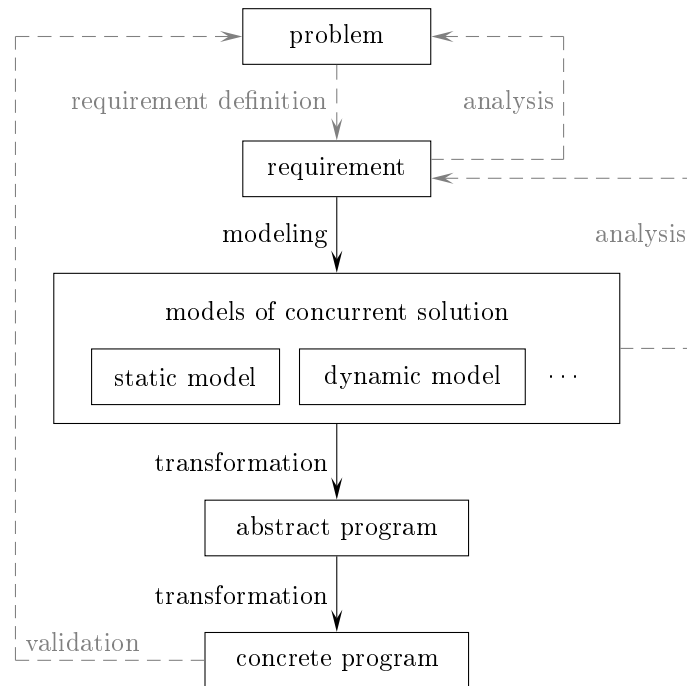 problem
requirement definition
analysis
requirement
modeling
analysis
models of concurrent solution
static model
dynamic model
...
transformation
abstract program
transformation
validation
concrete program